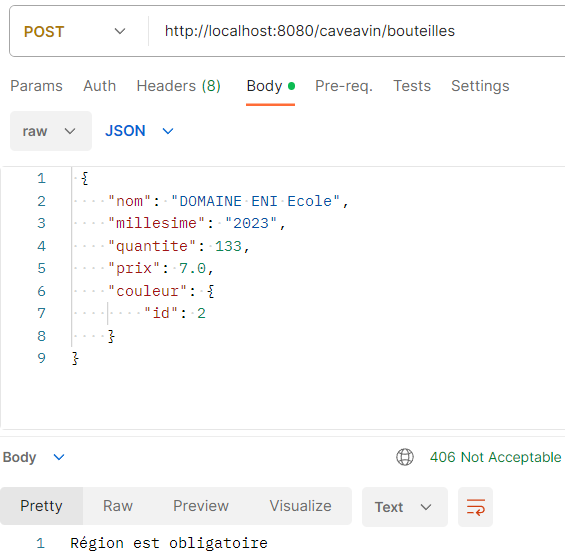 POST http://localhost:8080/caveavin/bouteilles
Params Auth Headers (8) Body Pre-req. Tests Settings
raw JSON
1 {
2 "nom": "DOMAINE ENI Ecole",
3 "millesime": "2023",
4 "quantite": 133,
5 "prix": 7.0,
6 "couleur": {
7 "id": 2
8 }
9 }
Body 406 Not Acceptable
Pretty Raw Preview Visualize Text
1 Région est obligatoire